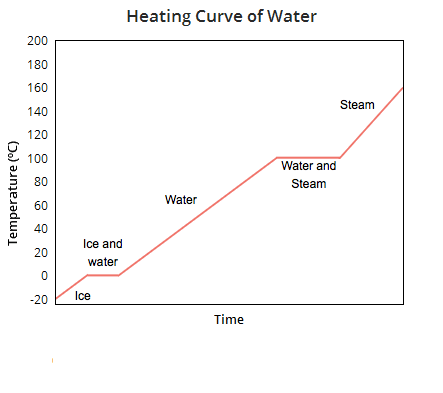 Heating Curve of Water
200
180
160
140
120
100
80
60
40
20
0
-20
Temperature (ºC)
Steam
Water and
Steam
Water
Ice and
water
Ice
Time